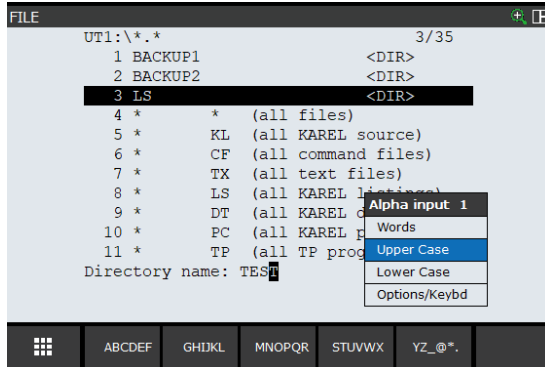 FILE
UT1:\*.* 3/35
1 BACKUP1 <DIR>
2 BACKUP2 <DIR>
3 LS <DIR>
4 * * (all files)
5 * KL (all KAREL source)
6 * CF (all command files)
7 * TX (all text files)
8 * LS (all KAREL listings)
9 * DT (all KAREL d
10 * PC (all KAREL p
11 * TP (all TP prog
Alpha input 1
Words
Upper Case
Lower Case
Options/Keybd
Directory name: TEST
ABCDEF GHIJKL MNOPQR STUVWX YZ_@*.